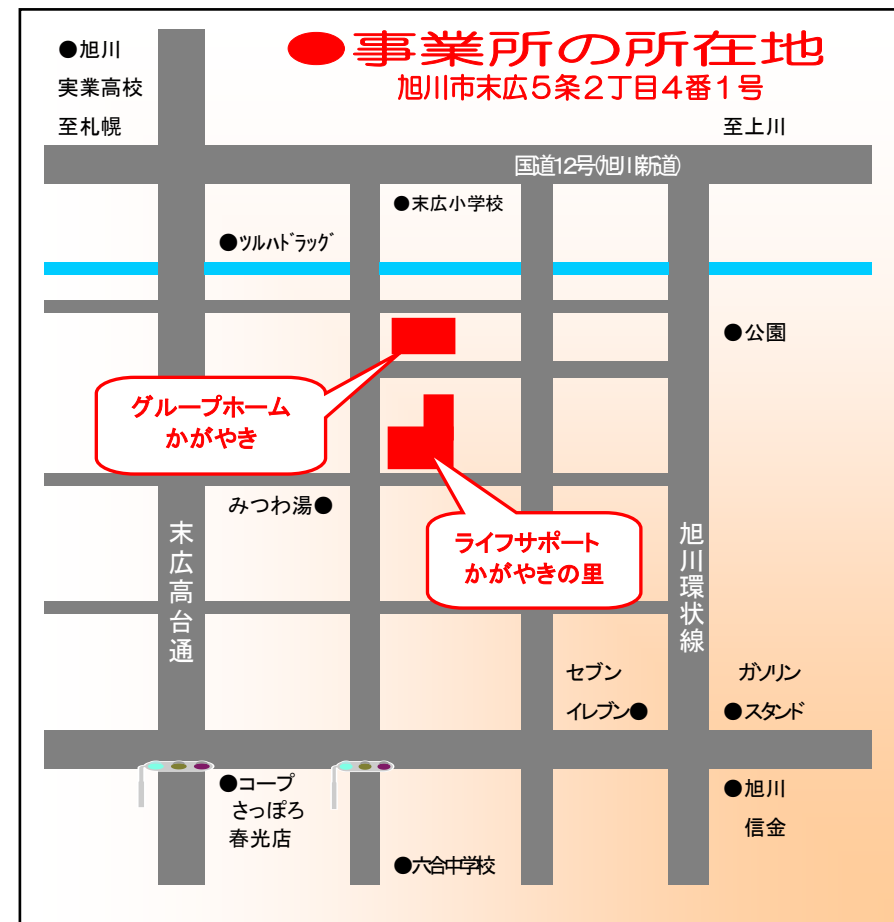 ●事業所の所在地
旭川市末広５条２丁目４番１号
●旭川
実業高校
至札幌
至上川
国道12号(旭川新道)
●末広小学校
●ツルハドラッグ
●公園
グループホーム
かがやき
みつわ湯●
ライフサポート
かがやきの里
末広高台通
旭川環状線
セブン
イレブン●
ガソリン
●スタンド
●コープ
さっぽろ
春光店
●旭川
信金
●六合中学校